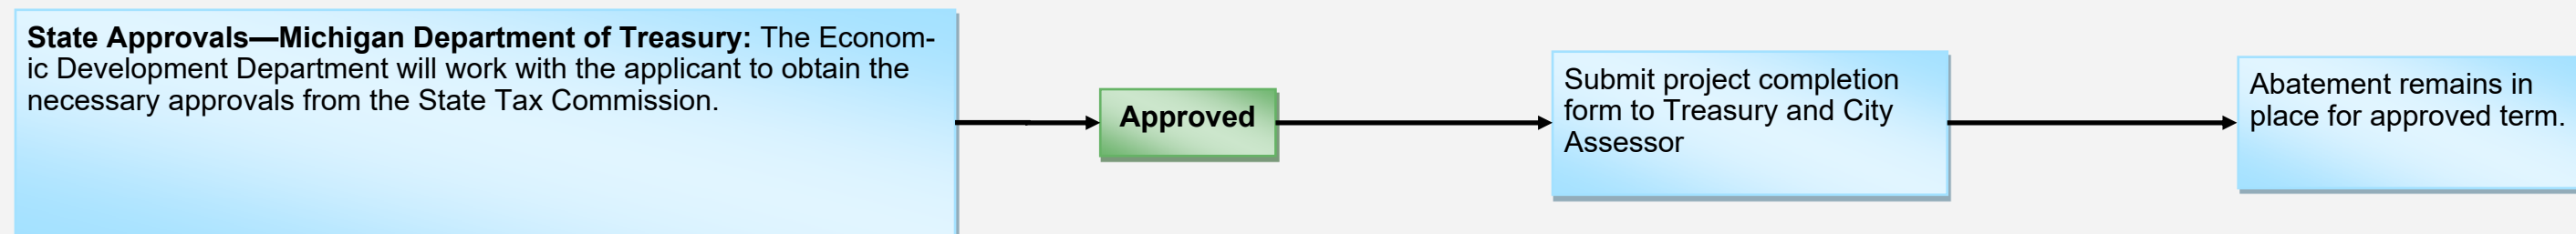 State Approvals—Michigan Department of Treasury: The Econom-
ic Development Department will work with the applicant to obtain the
necessary approvals from the State Tax Commission.
Approved
Submit project completion
form to Treasury and City
Assessor
Abatement remains in
place for approved term.